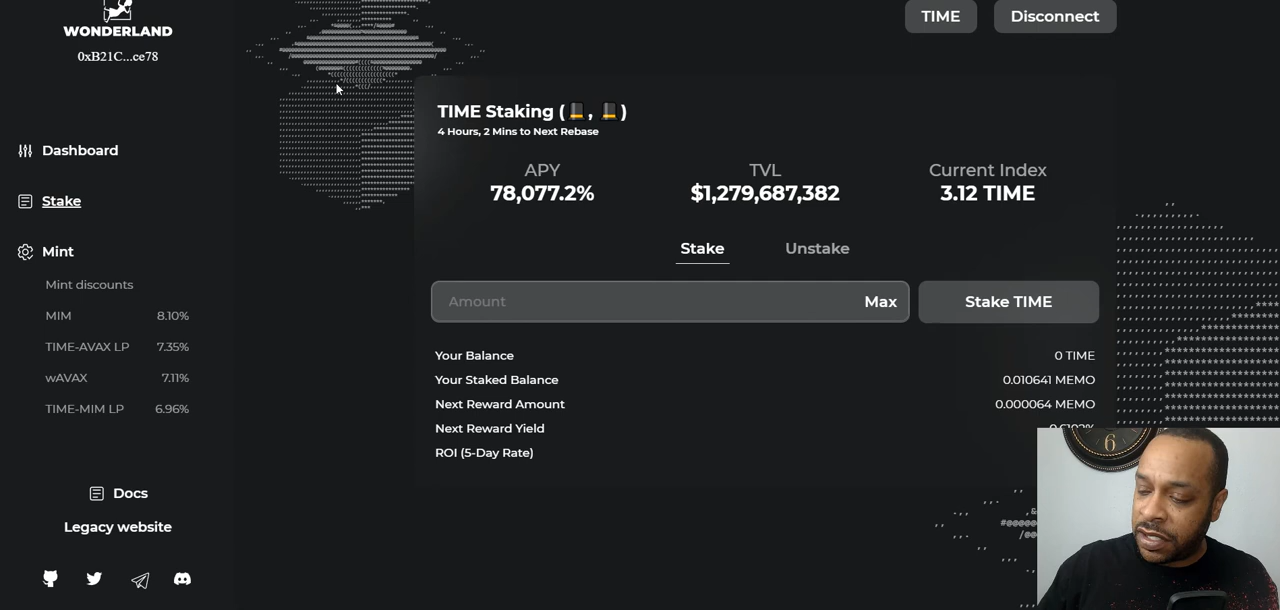 WONDERLAND
0xB21C...ce78
TIME
Disconnect
Dashboard
Stake
Mint
Mint discounts
MIM 8.10%
TIME-AVAX LP 7.35%
wAVAX 7.11%
TIME-MIM LP 6.96%
Docs
Legacy website
TIME Staking (🎩, 🎩)
4 Hours, 2 Mins to Next Rebase
APY
78,077.2%
TVL
$1,279,687,382
Current Index
3.12 TIME
Stake
Unstake
Amount
Max
Stake TIME
Your Balance 0 TIME
Your Staked Balance 0.010641 MEMO
Next Reward Amount 0.000064 MEMO
Next Reward Yield
ROI (5-Day Rate)
6